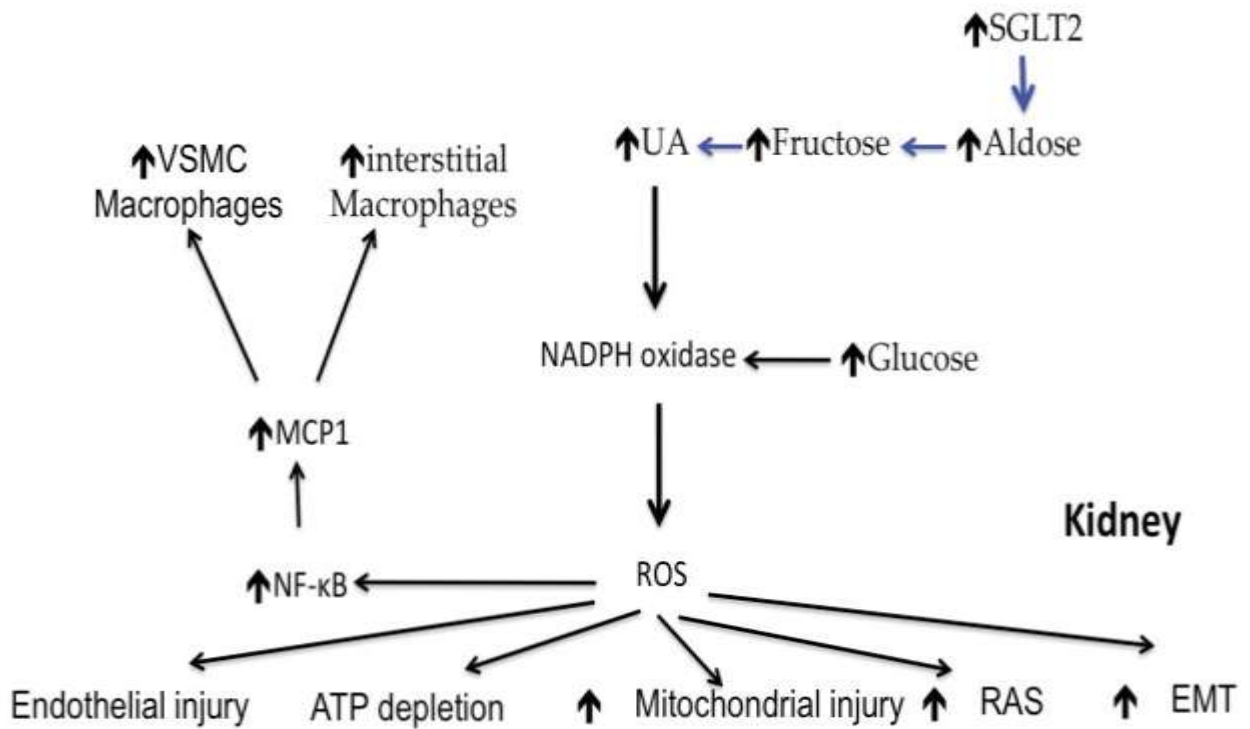 SGLT2
UA
Fructose
Aldose
VSMC
Macrophages
interstitial
Macrophages
NADPH oxidase
Glucose
MCP1
Kidney
NF-κB
ROS
Endothelial injury
ATP depletion
Mitochondrial injury
RAS
EMT